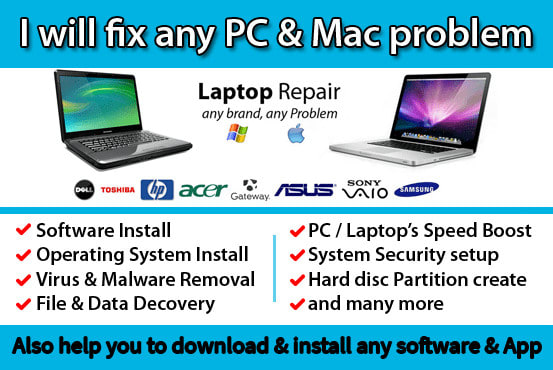 I will fix any PC & Mac problem
Laptop Repair
any brand, any Problem
DELL
TOSHIBA
hp
acer
Gateway
ASUS
SONY
VAIO
SAMSUNG
Software Install
Operating System Install
Virus & Malware Removal
File & Data Decovery
PC / Laptop's Speed Boost
System Security setup
Hard disc Partition create
and many more
Also help you to download & install any software & App